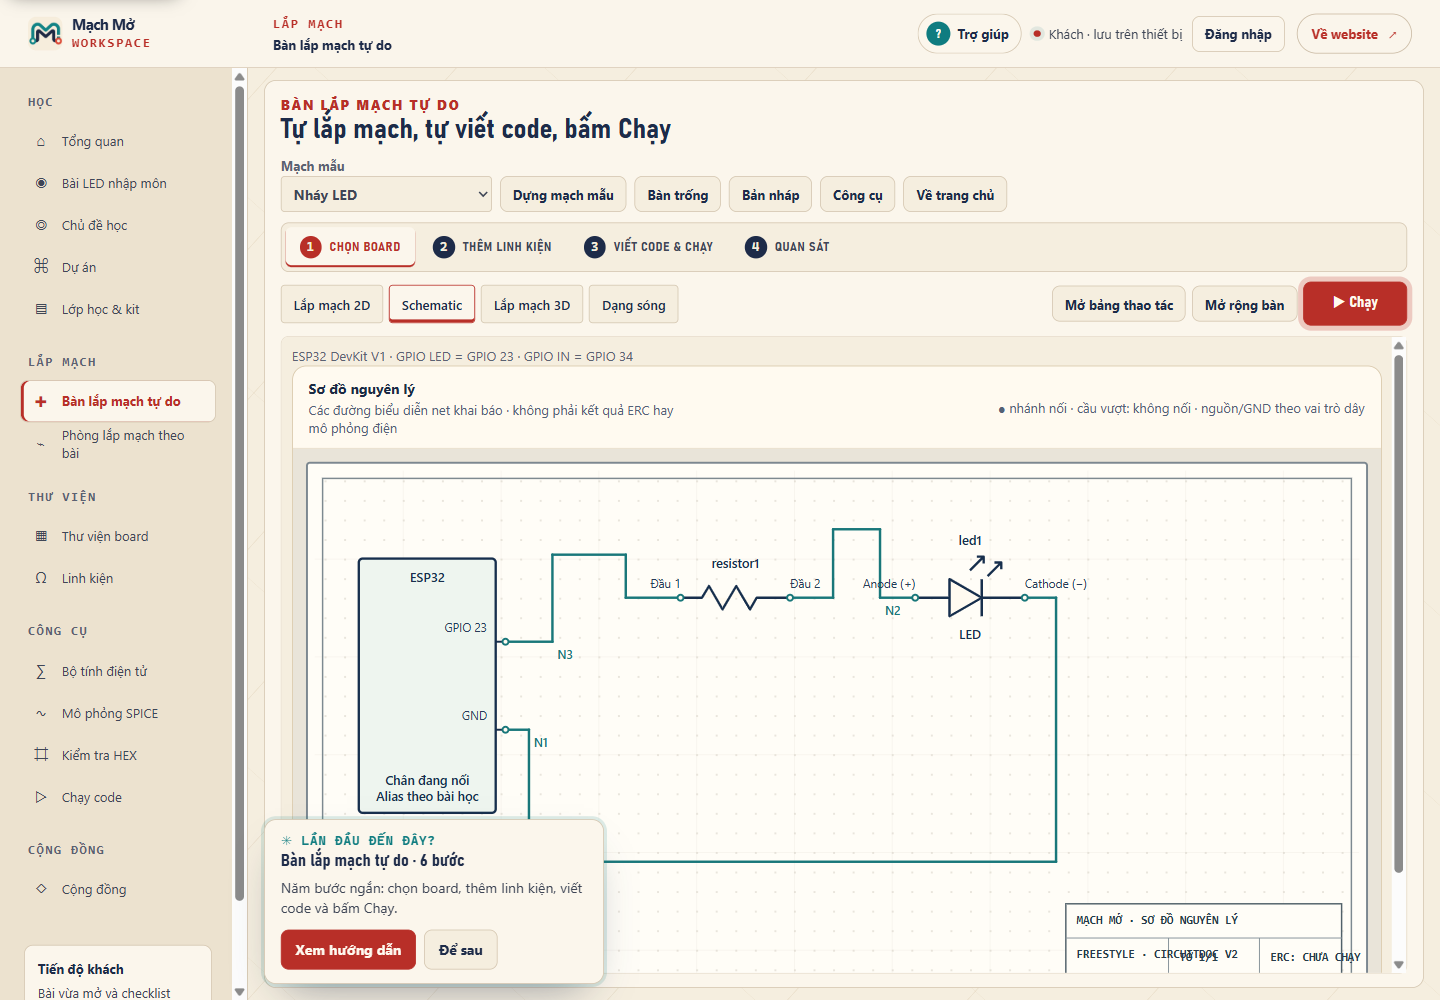 Mạch Mở
WORKSPACE
LẮP MẠCH
Bàn lắp mạch tự do
? Trợ giúp
Khách · lưu trên thiết bị
Đăng nhập
Về website ↗
HỌC
Tổng quan
Bài LED nhập môn
Chủ đề học
Dự án
Lớp học & kit
LẮP MẠCH
Bàn lắp mạch tự do
Phòng lắp mạch theo
bài
THƯ VIỆN
Thư viện board
Linh kiện
CÔNG CỤ
Bộ tính điện tử
Mô phỏng SPICE
Kiểm tra HEX
Chạy code
CỘNG ĐỒNG
Cộng đồng
Tiến độ khách
Bài vừa mở và checklist
BÀN LẮP MẠCH TỰ DO
Tự lắp mạch, tự viết code, bấm Chạy
Mạch mẫu
Nháy LED
Dựng mạch mẫu
Bàn trống
Bản nháp
Công cụ
Về trang chủ
1 CHỌN BOARD
2 THÊM LINH KIỆN
3 VIẾT CODE & CHẠY
4 QUAN SÁT
Lắp mạch 2D
Schematic
Lắp mạch 3D
Dạng sóng
Mở bảng thao tác
Mở rộng bàn
▶ Chạy
ESP32 DevKit V1 · GPIO LED = GPIO 23 · GPIO IN = GPIO 34
Sơ đồ nguyên lý
Các đường biểu diễn net khai báo · không phải kết quả ERC hay
mô phỏng điện
● nhánh nối · cầu vượt: không nối · nguồn/GND theo vai trò dây
ESP32
GPIO 23
GND
Chân đang nối
Alias theo bài học
N3
N1
resistor1
Đầu 1
Đầu 2
led1
Anode (+)
Cathode (−)
N2
LED
MẠCH MỞ · SƠ ĐỒ NGUYÊN LÝ
FREESTYLE · CIRCUITDOC V2
TỜ 1/1
ERC: CHƯA CHẠY
✳ LẦN ĐẦU ĐẾN ĐÂY?
Bàn lắp mạch tự do · 6 bước
Năm bước ngắn: chọn board, thêm linh kiện, viết
code và bấm Chạy.
Xem hướng dẫn
Để sau